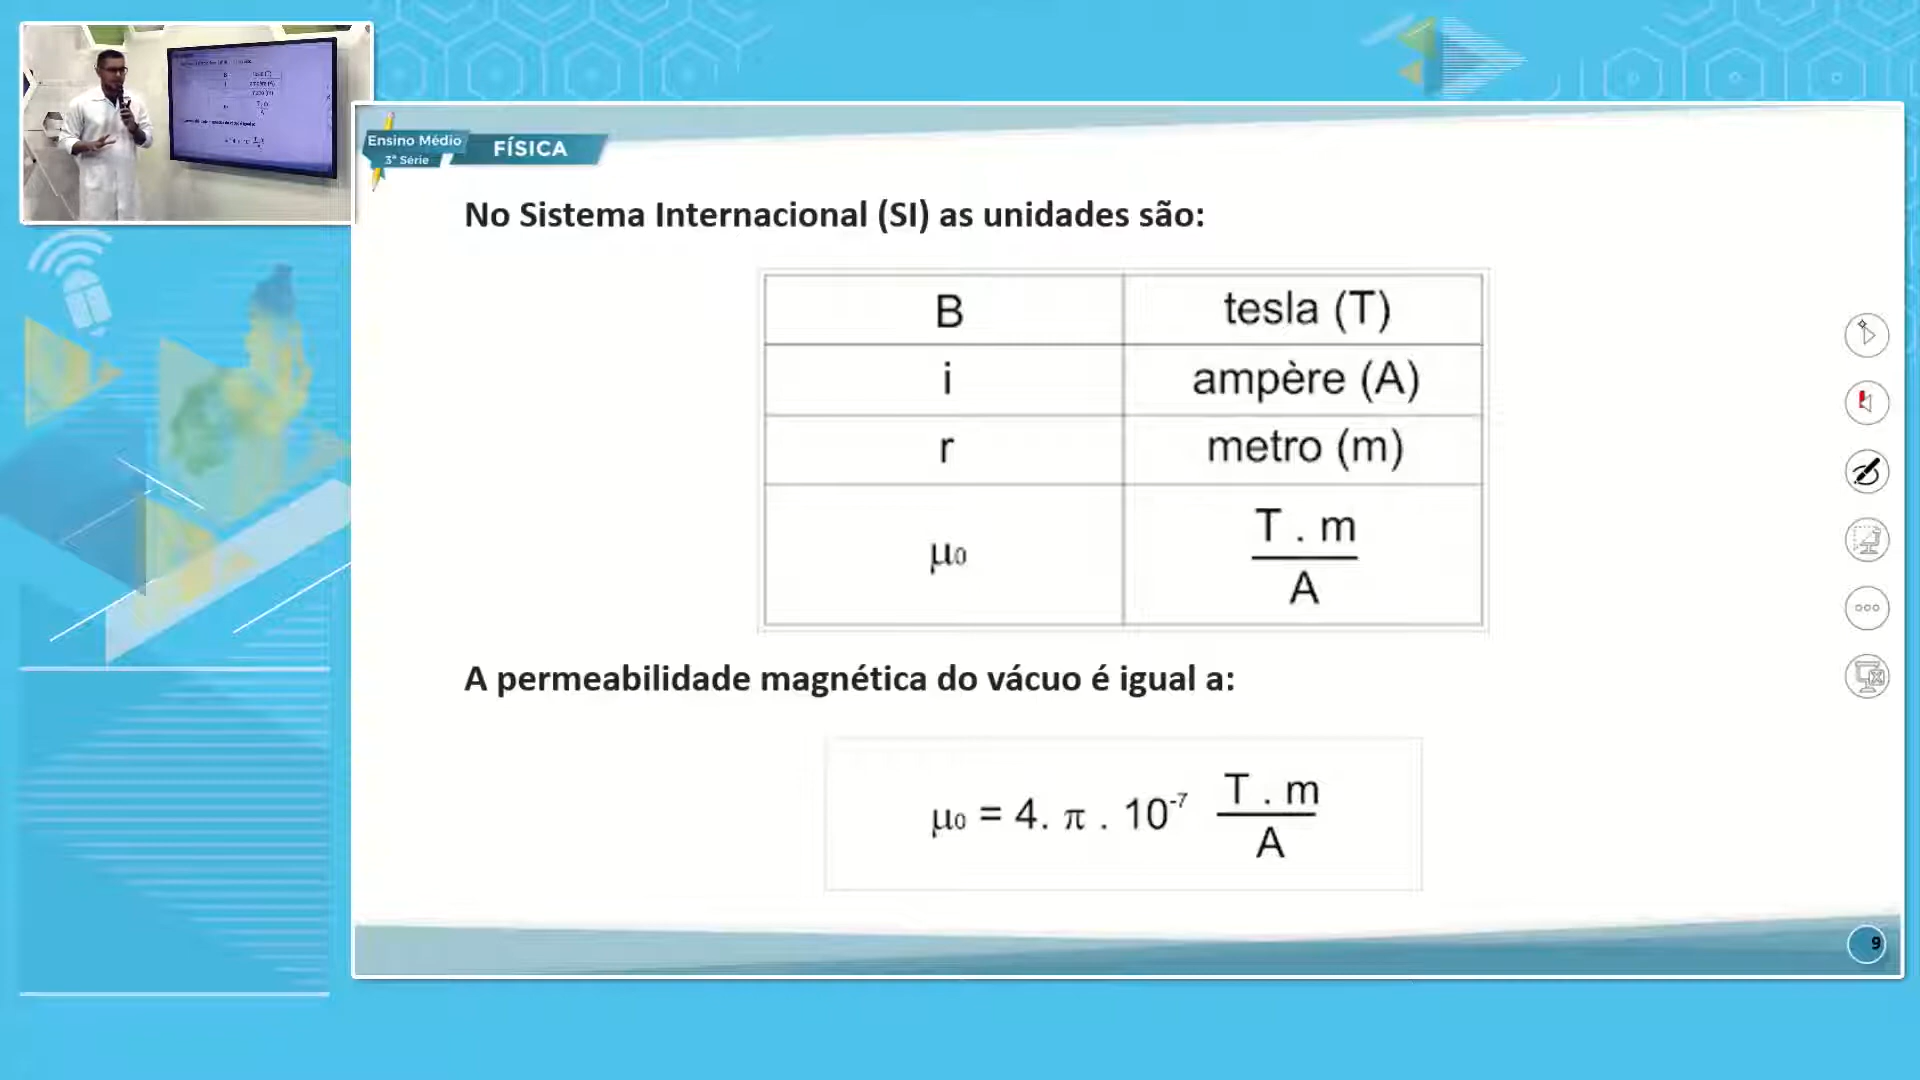 Ensino Médio
3ª Série
FÍSICA
No Sistema Internacional (SI) as unidades são:
B tesla (T)
i ampère (A)
r metro (m)
μ0 T . m / A
A permeabilidade magnética do vácuo é igual a:
μ0 = 4. π . 10⁻⁷ T . m / A
9